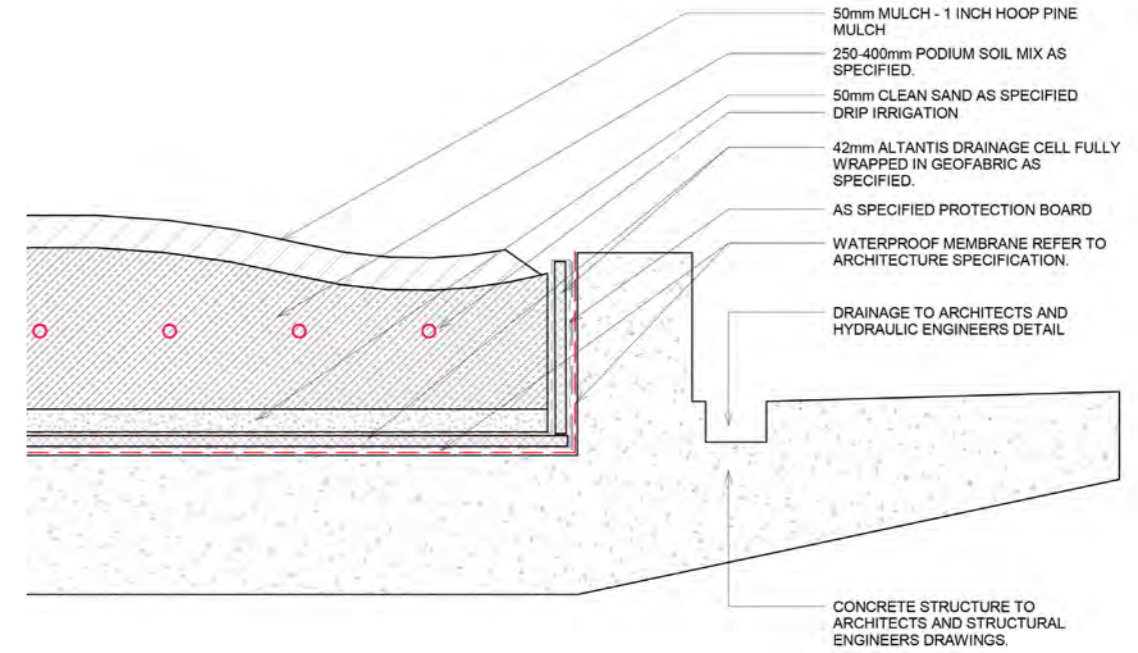 50mm MULCH - 1 INCH HOOP PINE
MULCH
250-400mm PODIUM SOIL MIX AS
SPECIFIED.
50mm CLEAN SAND AS SPECIFIED
DRIP IRRIGATION
42mm ALTANTIS DRAINAGE CELL FULLY
WRAPPED IN GEOFABRIC AS
SPECIFIED.
AS SPECIFIED PROTECTION BOARD
WATERPROOF MEMBRANE REFER TO
ARCHITECTURE SPECIFICATION.
DRAINAGE TO ARCHITECTS AND
HYDRAULIC ENGINEERS DETAIL
CONCRETE STRUCTURE TO
ARCHITECTS AND STRUCTURAL
ENGINEERS DRAWINGS.